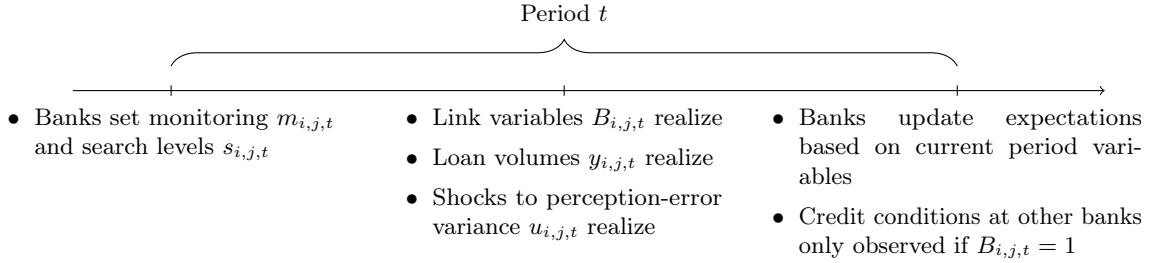 Period t
• Banks set monitoring m_{i,j,t}
and search levels s_{i,j,t}
• Link variables B_{i,j,t} realize
• Loan volumes y_{i,j,t} realize
• Shocks to perception-error
variance u_{i,j,t} realize
• Banks update expectations
based on current period vari-
ables
• Credit conditions at other banks
only observed if B_{i,j,t} = 1